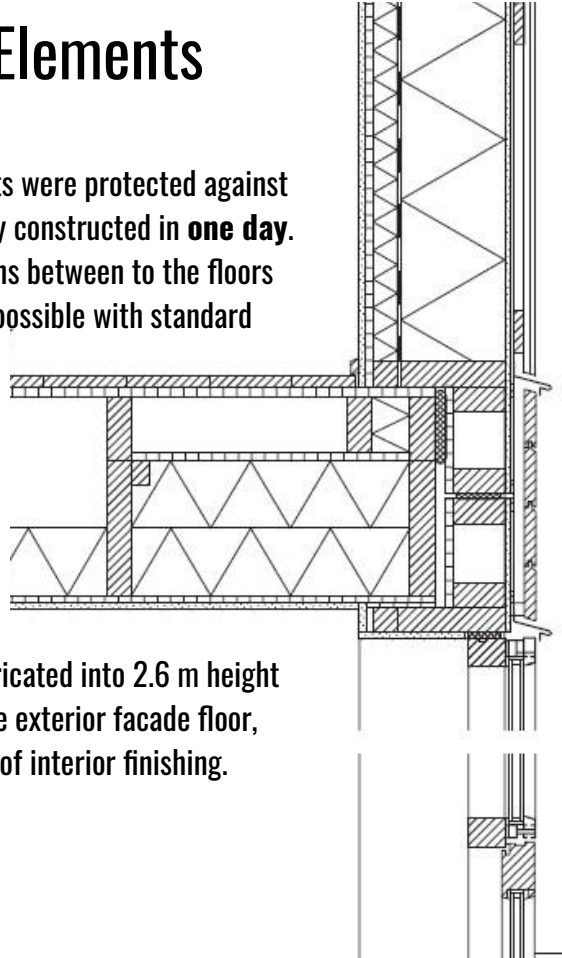 Elements
ts were protected against
y constructed in one day.
ns between to the floors
possible with standard
ricated into 2.6 m height
e exterior facade floor,
of interior finishing.